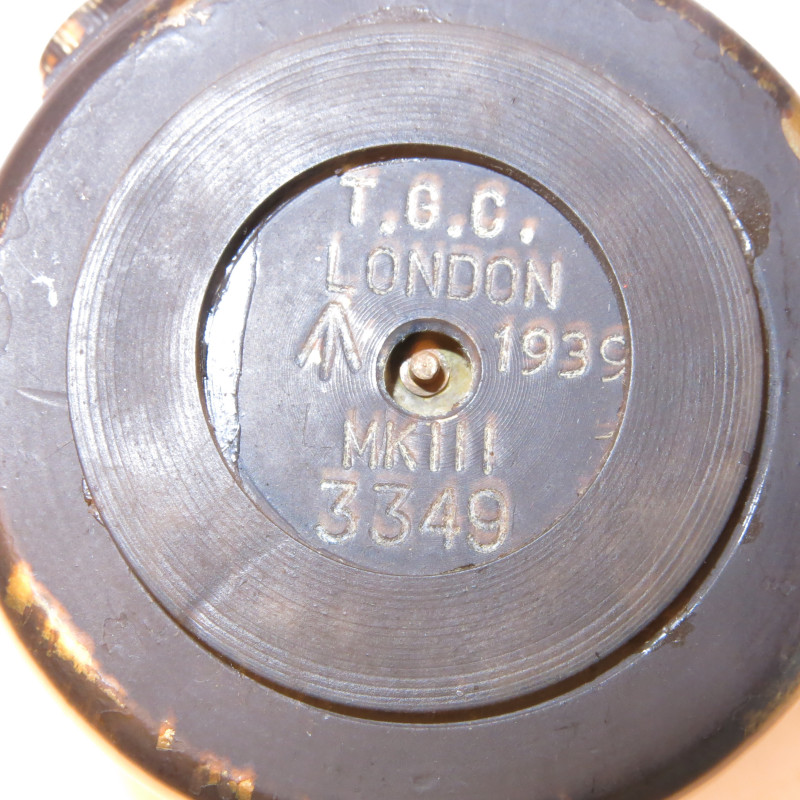 T.G.C.
LONDON
1939
MKIII
3349